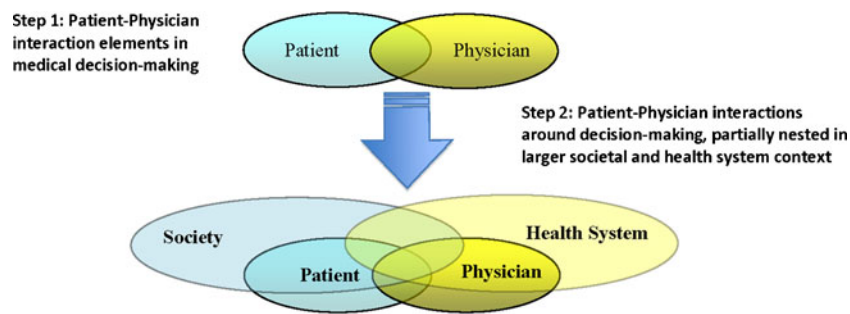 Step 1: Patient-Physician
interaction elements in
medical decision-making
Patient
Physician
Step 2: Patient-Physician interactions
around decision-making, partially nested in
larger societal and health system context
Society
Health System
Patient
Physician